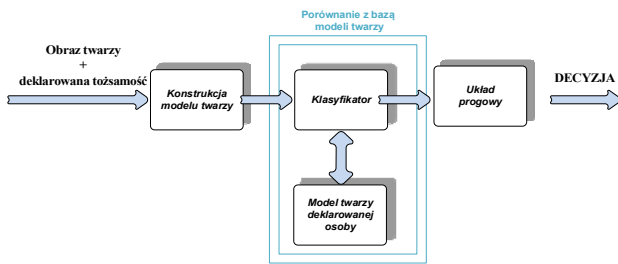 Porównanie z bazą
modeli twarzy
Obraz twarzy
+
deklarowana tożsamość
Konstrukcja
modelu twarzy
Klasyfikator
Układ
progowy
DECYZJA
Model twarzy
deklarowanej
osoby